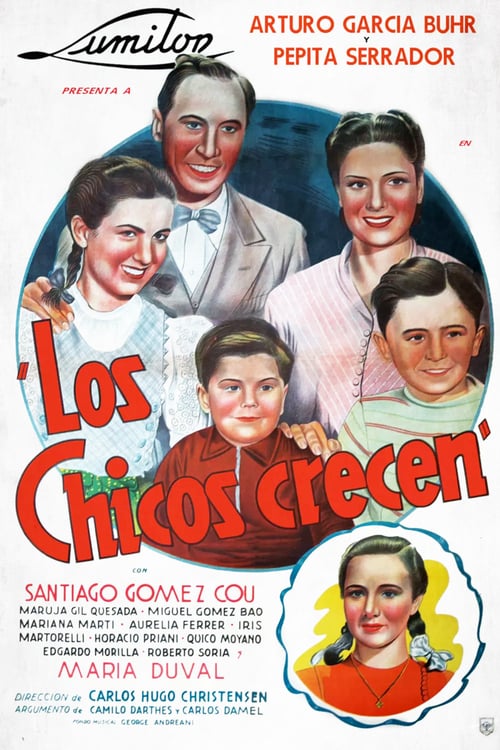 Lumiton
ARTURO GARCIA BUHR
Y
PEPITA SERRADOR
PRESENTA A
EN
"Los
Chicos crecen"
CON
SANTIAGO GOMEZ COU
MARUJA GIL QUESADA · MIGUEL GOMEZ BAO
MARIANA MARTI · AURELIA FERRER · IRIS
MARTORELLI · HORACIO PRIANI · QUICO MOYANO
EDGARDO MORILLA · ROBERTO SORIA y
MARIA DUVAL
DIRECCION DE CARLOS HUGO CHRISTENSEN
ARGUMENTO DE CAMILO DARTHES Y CARLOS DAMEL
FONDO MUSICAL GEORGE ANDREANI